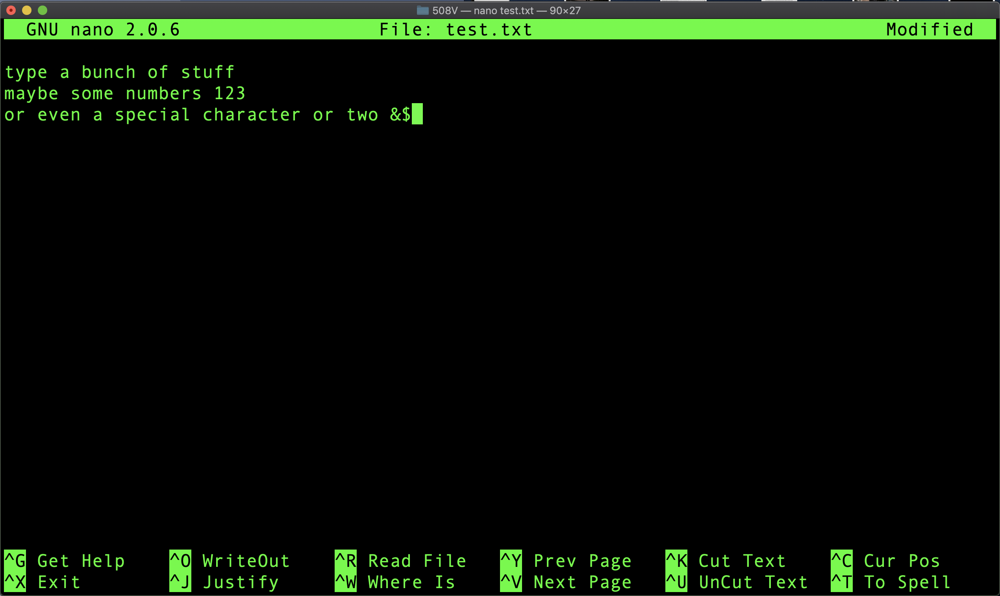 508V — nano test.txt — 90×27
GNU nano 2.0.6 File: test.txt Modified
type a bunch of stuff
maybe some numbers 123
or even a special character or two &$
^G Get Help ^O WriteOut ^R Read File ^Y Prev Page ^K Cut Text ^C Cur Pos
^X Exit ^J Justify ^W Where Is ^V Next Page ^U UnCut Text ^T To Spell